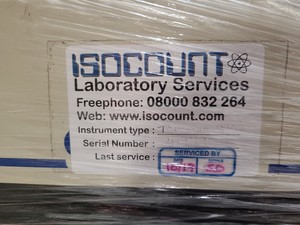 ISOCOUNT
Laboratory Services
Freephone: 08000 832 264
Web: www.isocount.com
Instrument type :
Serial Number :
Last service :
SERVICED BY